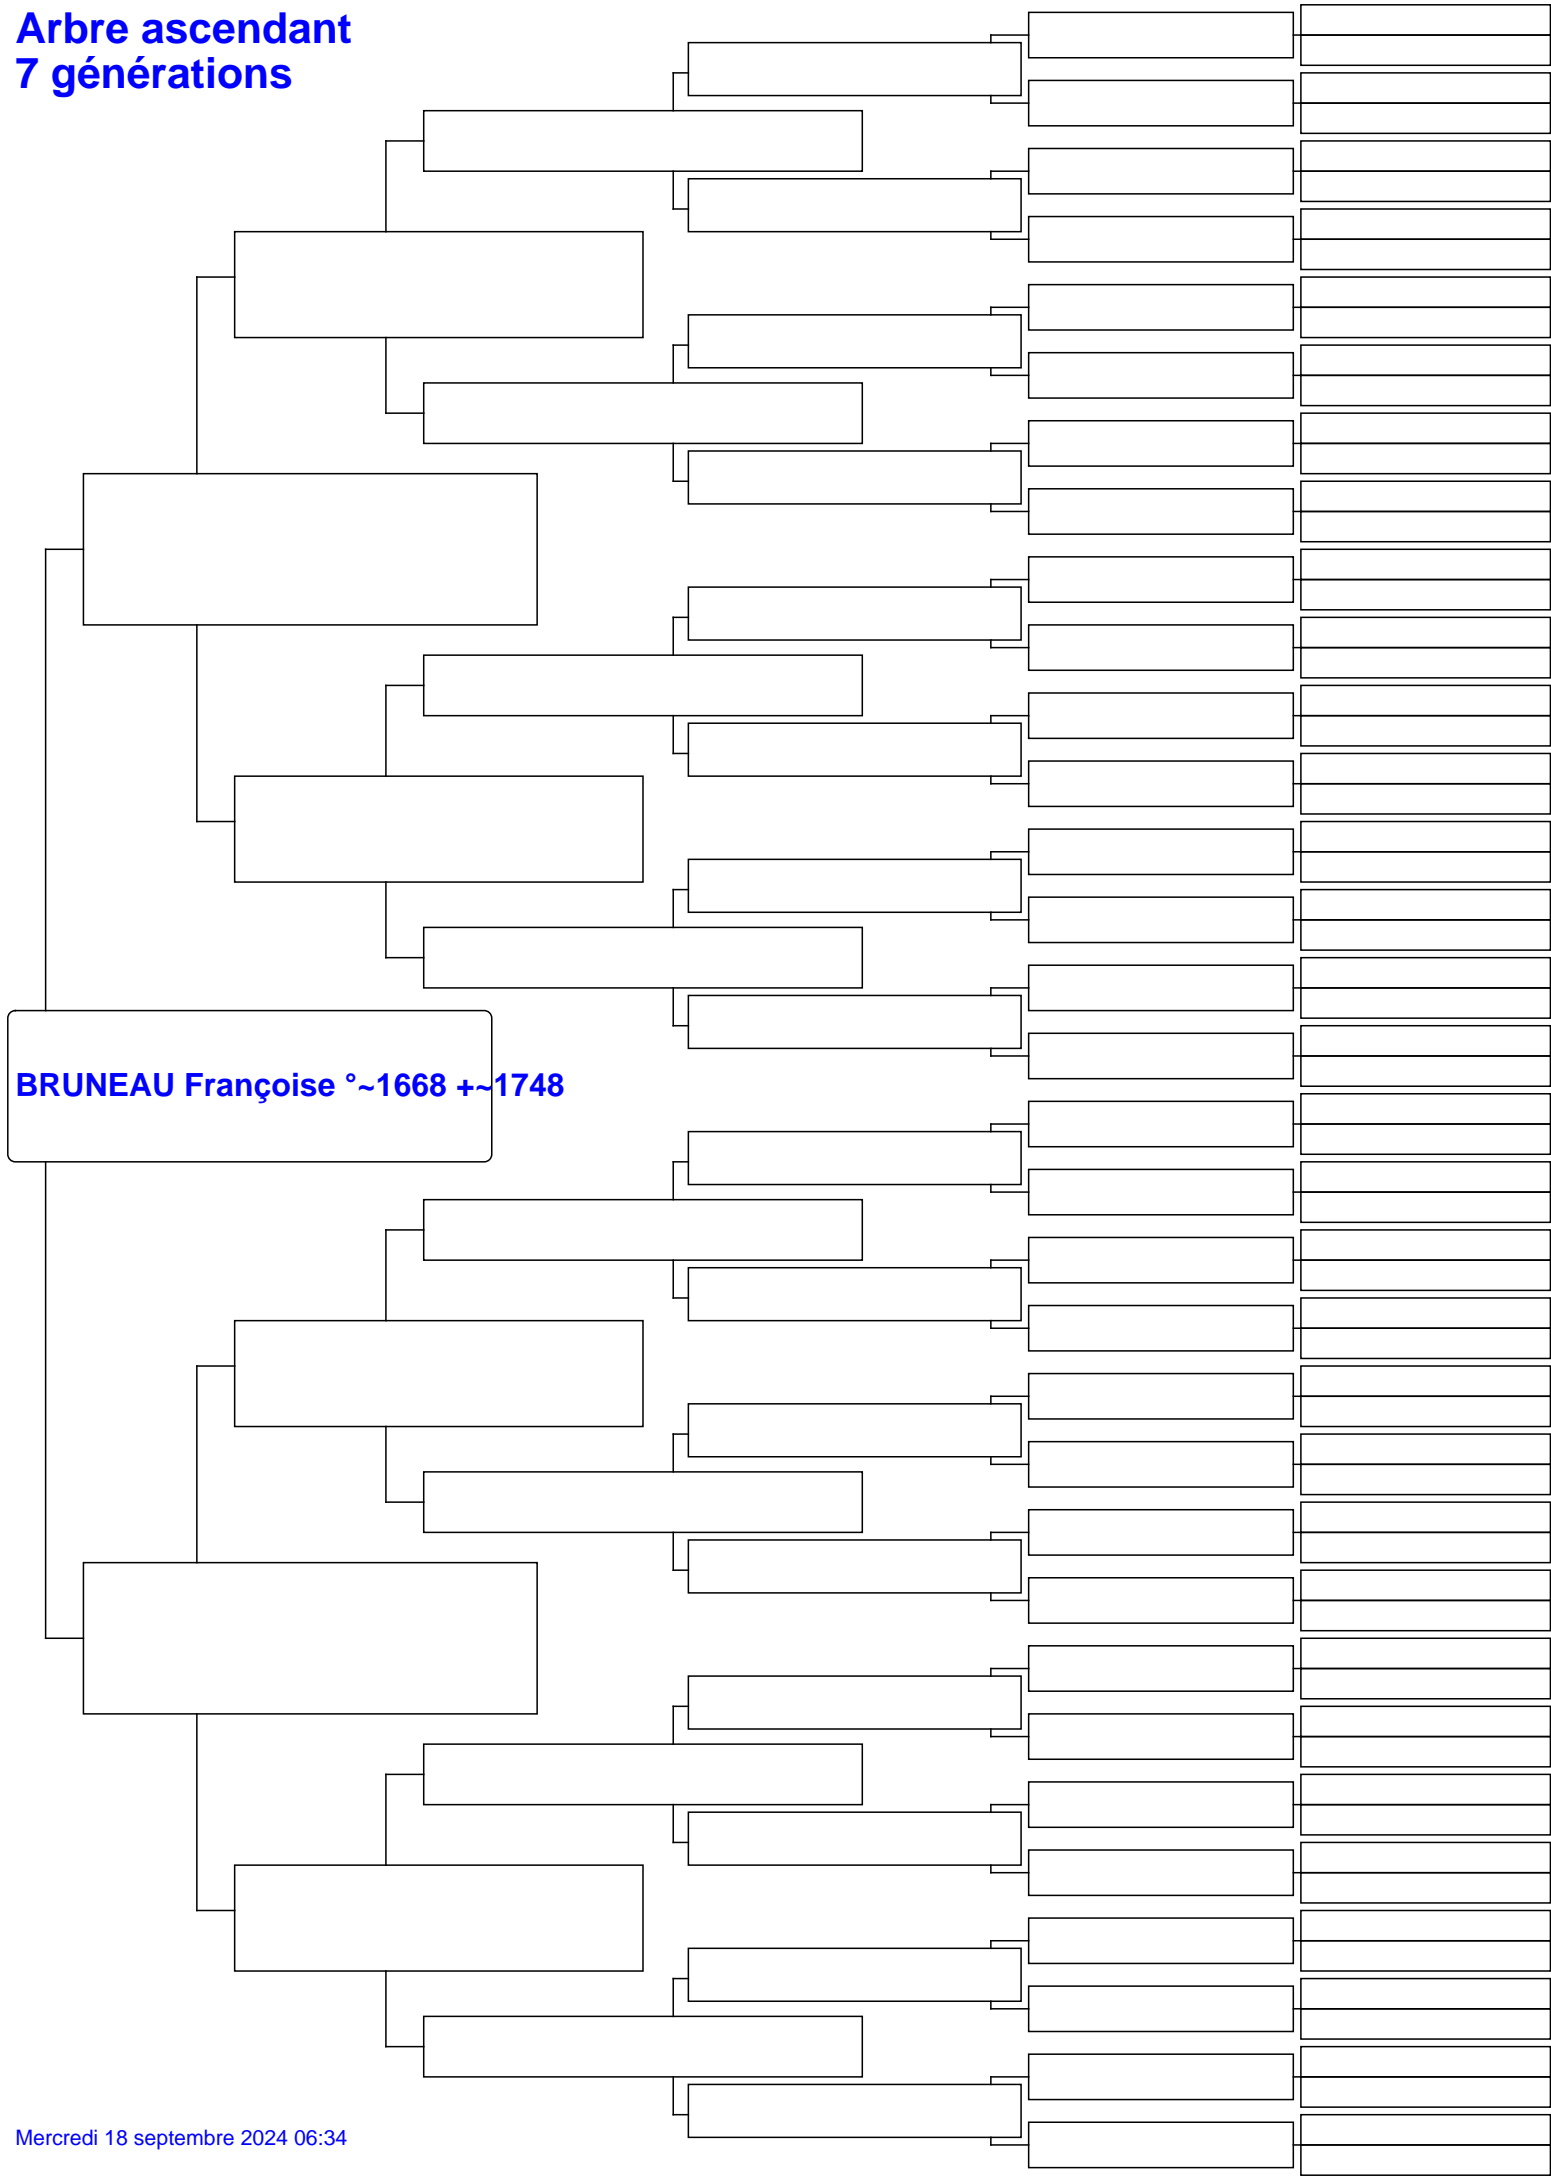 Arbre ascendant
7 générations
BRUNEAU Françoise °~1668 +~1748
Mercredi 18 septembre 2024 06:34